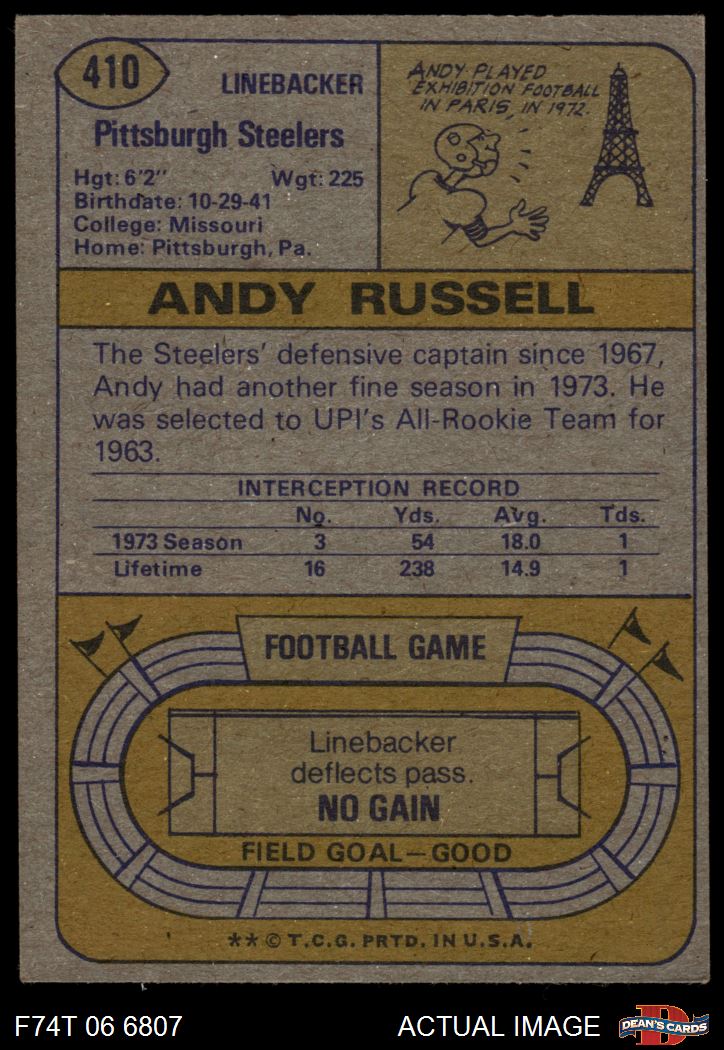 410
LINEBACKER
Pittsburgh Steelers
Hgt: 6'2" Wgt: 225
Birthdate: 10-29-41
College: Missouri
Home: Pittsburgh, Pa.
ANDY PLAYED
EXHIBITION FOOTBALL
IN PARIS, IN 1972.
ANDY RUSSELL
The Steelers' defensive captain since 1967,
Andy had another fine season in 1973. He
was selected to UPI's All-Rookie Team for
1963.
INTERCEPTION RECORD
No. Yds. Avg. Tds.
1973 Season 3 54 18.0 1
Lifetime 16 238 14.9 1
FOOTBALL GAME
Linebacker
deflects pass.
NO GAIN
FIELD GOAL—GOOD
**© T.C.G. PRTD. IN U.S.A.
F74T 06 6807
ACTUAL IMAGE
D
DEAN'S CARDS